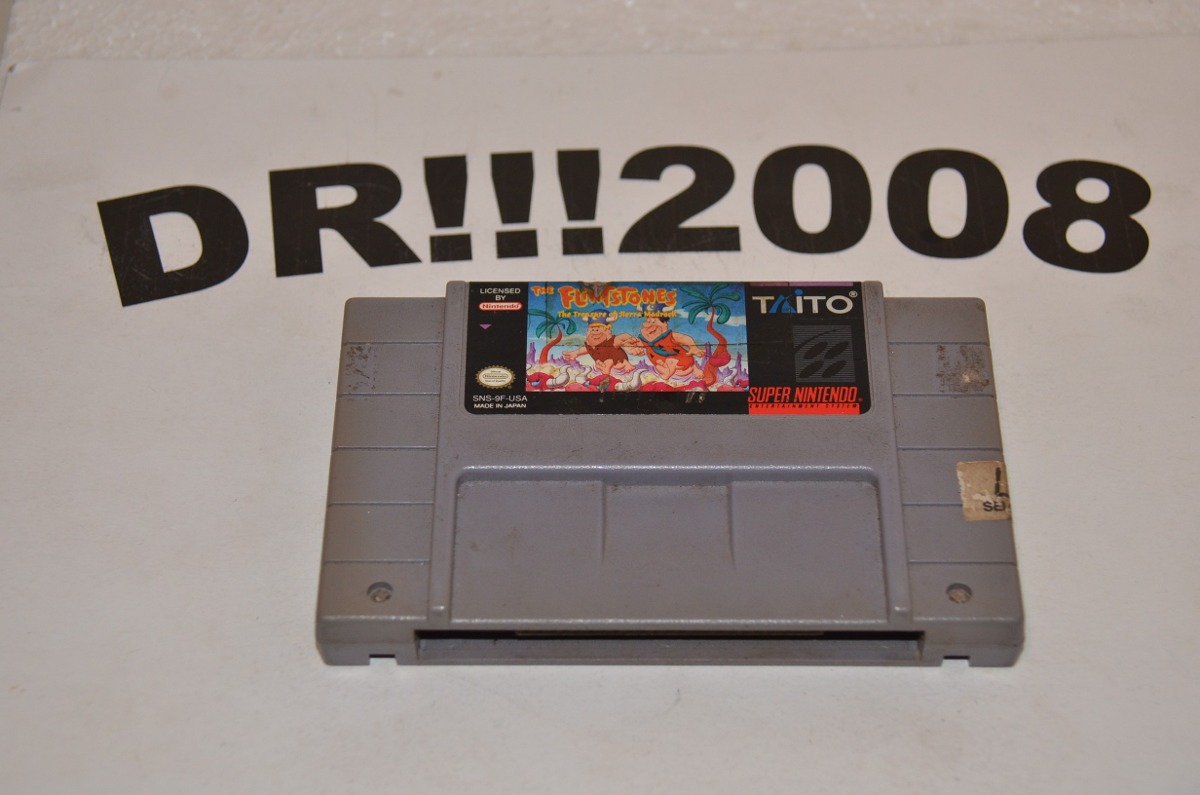 DR!!!2008
LICENSED
BY
Nintendo
THE FLINTSTONES
The Treasure of Sierra Madrock
TAITO®
Nintendo
SNS-9F-USA
MADE IN JAPAN
SUPER NINTENDO
ENTERTAINMENT SYSTEM